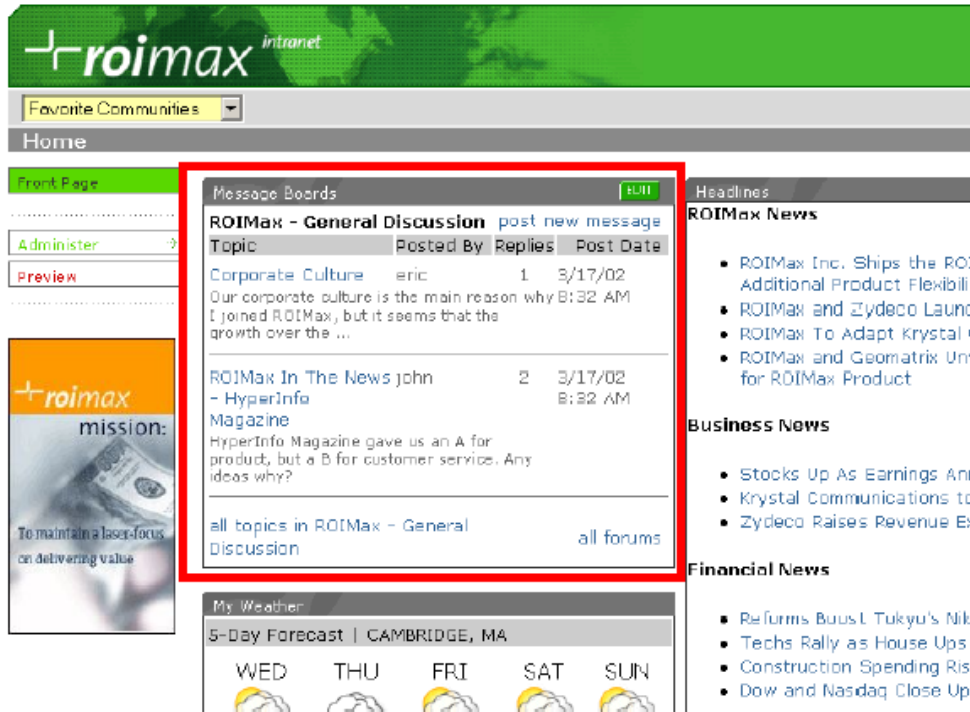 roimax intranet
Favorite Communities
Home
Front Page
Administer
Preview
roimax
mission:
To maintain a laser-focus
on delivering value
Message Boards
EDIT
ROIMax - General Discussion post new message
Topic Posted By Replies Post Date
Corporate Culture eric 1 3/17/02
Our corporate culture is the main reason why 8:32 AM
I joined ROIMax, but it seems that the
growth over the ...
ROIMax In The News john 2 3/17/02
- HyperInfo 8:32 AM
Magazine
HyperInfo Magazine gave us an A for
product, but a B for customer service. Any
ideas why?
all topics in ROIMax - General
Discussion
all forums
My Weather
5-Day Forecast | CAMBRIDGE, MA
WED THU FRI SAT SUN
Headlines
ROIMax News
ROIMax Inc. Ships the
Additional Product
ROIMax and Zydeco
ROIMax To Adapt Krystal
ROIMax and Geomatrix
for ROIMax Product
Business News
Stocks Up As Earnings
Krystal Communications to
Zydeco Raises Revenue
Financial News
Reforms Boost Tokyo's
Techs Rally as House Ups
Construction Spending
Dow and Nasdaq Close Up